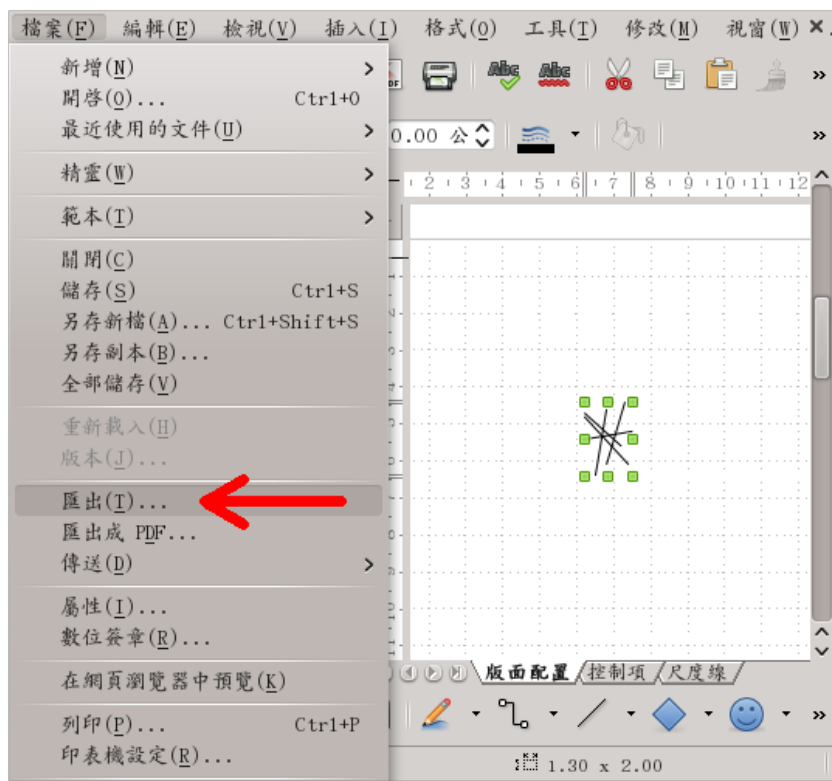 檔案(F) 編輯(E) 檢視(V) 插入(I) 格式(O) 工具(T) 修改(M) 視窗(W)
新增(N)
開啓(O)... Ctrl+O
最近使用的文件(U)
精靈(W)
範本(T)
關閉(C)
儲存(S) Ctrl+S
另存新檔(A)... Ctrl+Shift+S
另存副本(B)...
全部儲存(V)
重新載入(H)
版本(J)...
匯出(T)...
匯出成 PDF...
傳送(D)
屬性(I)...
數位簽章(R)...
在網頁瀏覽器中預覽(K)
列印(P)... Ctrl+P
印表機設定(R)...
Abc Abc
0.00 公
2 3 4 5 6 7 8 9 10 11 12
版面配置 控制項 尺度線
1.30 x 2.00